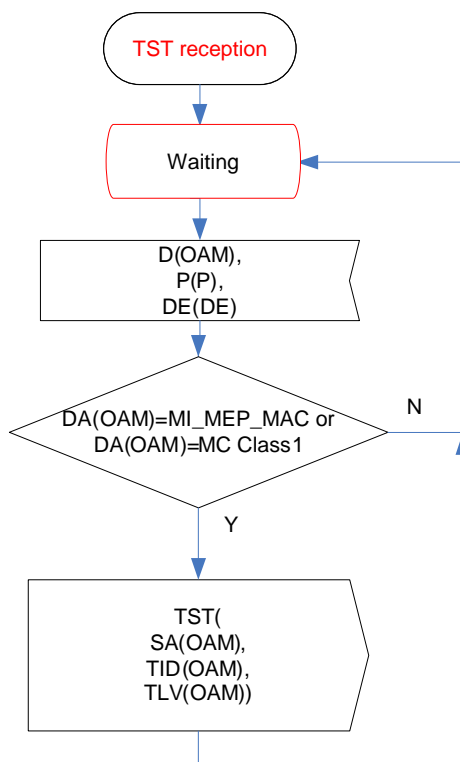 TST reception
Waiting
D(OAM),
P(P),
DE(DE)
DA(OAM)=MI_MEP_MAC or
DA(OAM)=MC Class1
N
Y
TST(
SA(OAM),
TID(OAM),
TLV(OAM))